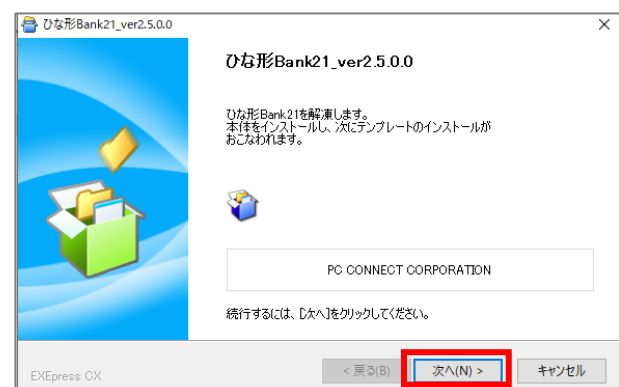 ひな形Bank21_ver2.5.0.0
ひな形Bank21_ver2.5.0.0
ひな形Bank21を解凍します。
本体をインストールし、次にテンプレートのインストールが
おこなわれます。
PC CONNECT CORPORATION
続行するには、[次へ]をクリックしてください。
EXEpress CX
< 戻る(B)
次へ(N) >
キャンセル